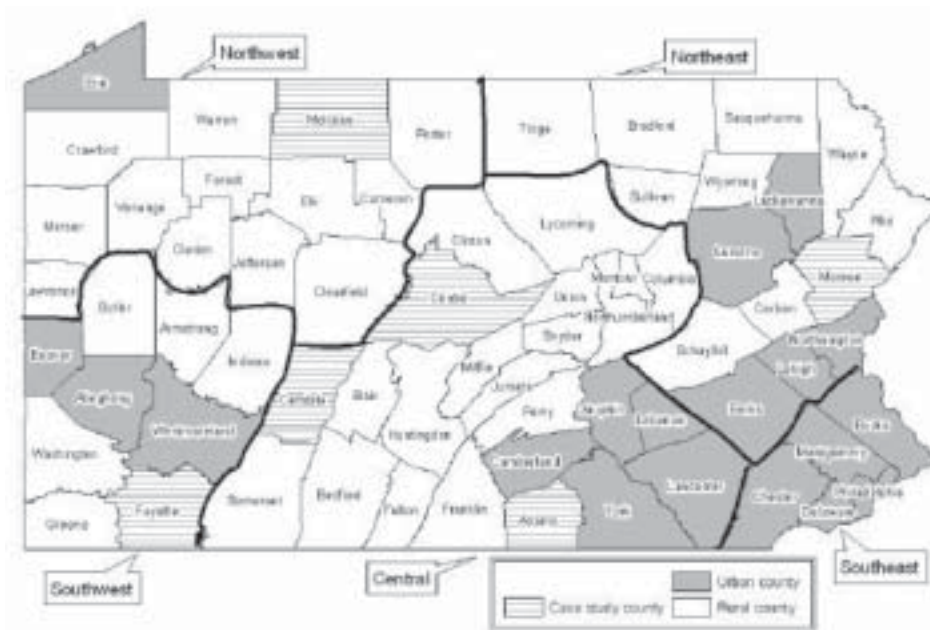 Northwest
Northeast
Erie
Warren
McKean
Potter
Tioga
Bradford
Susquehanna
Wayne
Crawford
Forest
Wyoming
Lackawanna
Venango
Elk
Cameron
Sullivan
Pike
Mercer
Clinton
Lycoming
Clarion
Jefferson
Luzerne
Monroe
Lawrence
Clearfield
Centre
Montour
Columbia
Butler
Union
Carbon
Armstrong
Northumberland
Snyder
Northampton
Beaver
Indiana
Schuylkill
Mifflin
Lehigh
Allegheny
Cambria
Blair
Juniata
Westmoreland
Perry
Dauphin
Lebanon
Berks
Bucks
Huntingdon
Washington
Cumberland
Montgomery
Lancaster
Philadelphia
Somerset
Bedford
Fulton
Franklin
Adams
York
Chester
Delaware
Fayette
Greene
Southwest
Central
Southeast
Urban county
Case study county
Rural county